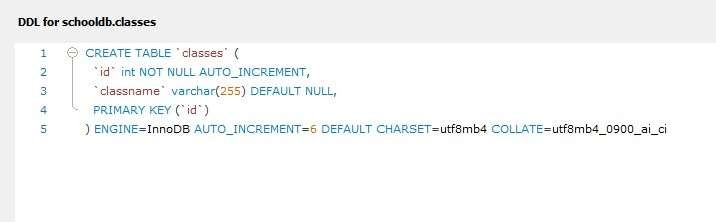 DDL for schooldb.classes
1 CREATE TABLE `classes` (
2 `id` int NOT NULL AUTO_INCREMENT,
3 `classname` varchar(255) DEFAULT NULL,
4 PRIMARY KEY (`id`)
5 ) ENGINE=InnoDB AUTO_INCREMENT=6 DEFAULT CHARSET=utf8mb4 COLLATE=utf8mb4_0900_ai_ci